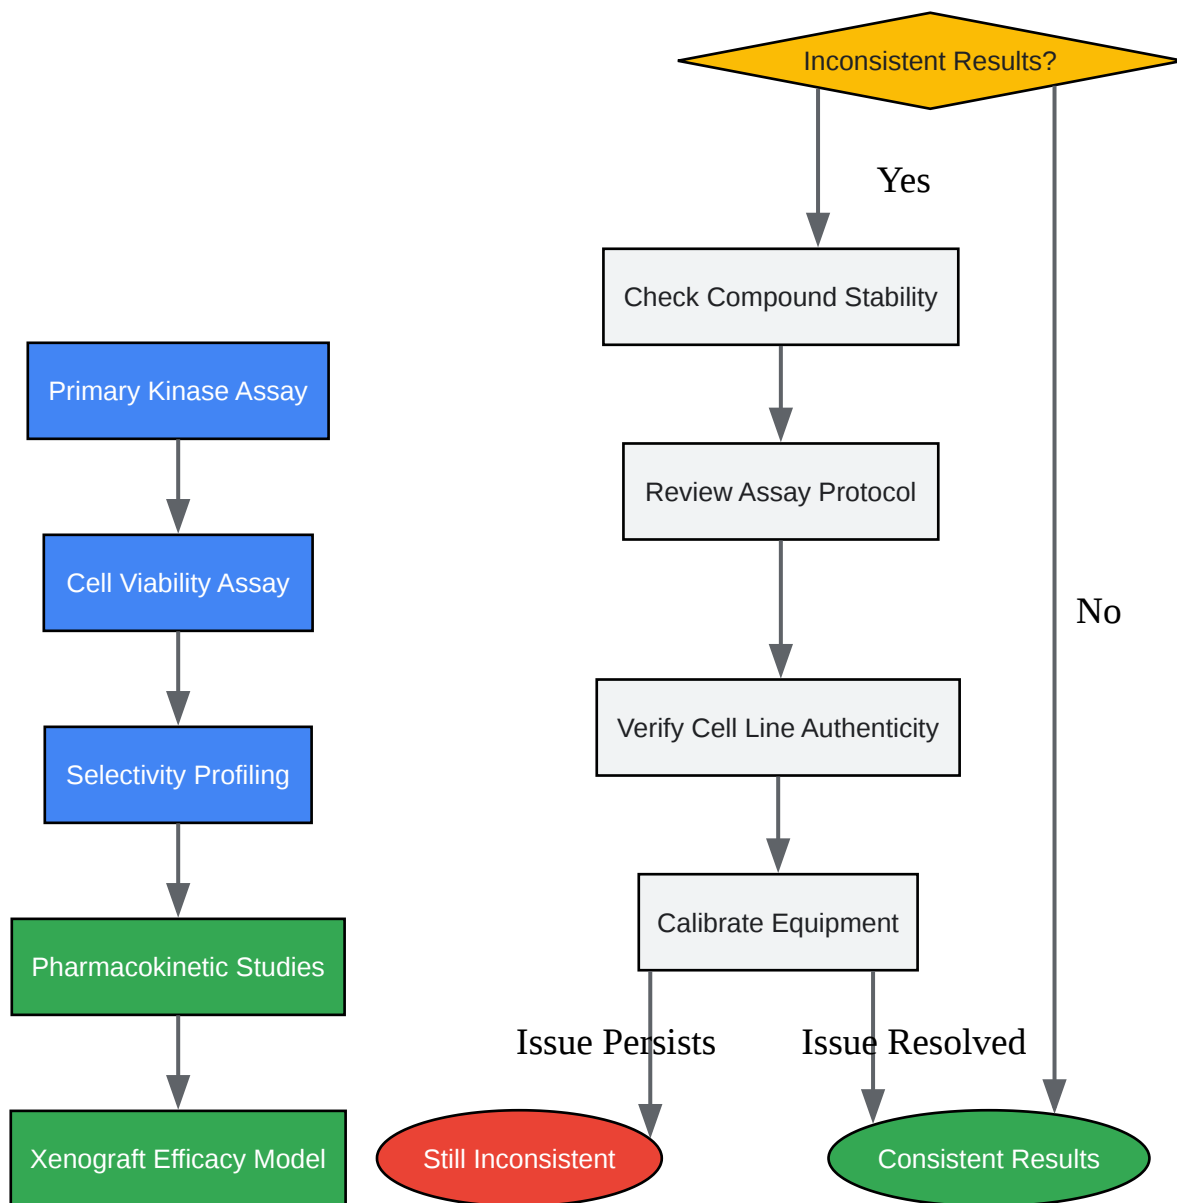 Inconsistent Results?
Yes
Check Compound Stability
Primary Kinase Assay
Review Assay Protocol
Cell Viability Assay
No
Verify Cell Line Authenticity
Selectivity Profiling
Calibrate Equipment
Pharmacokinetic Studies
Issue Persists
Issue Resolved
Xenograft Efficacy Model
Still Inconsistent
Consistent Results